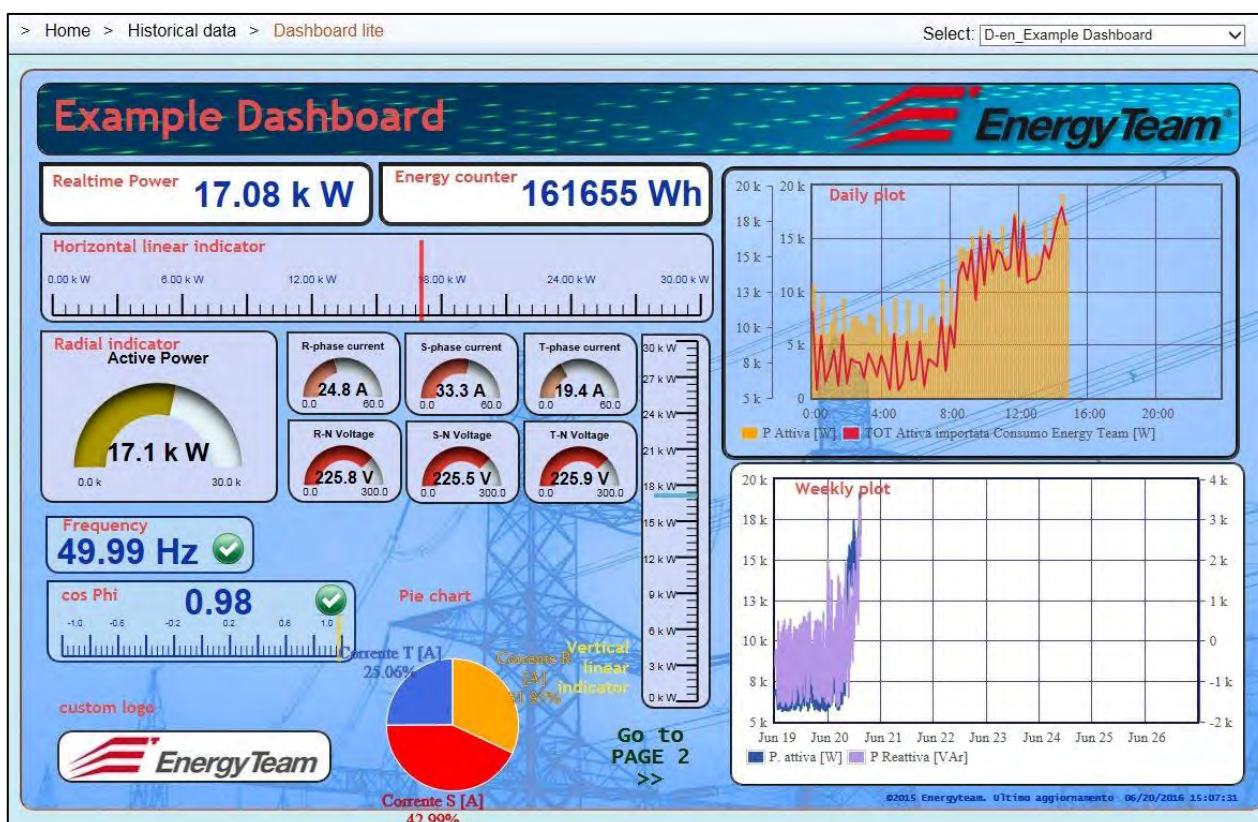 > Home > Historical data > Dashboard lite
Select: D-en_Example Dashboard
Example Dashboard
Energy Team®
Realtime Power 17.08 k W
Energy counter 161655 Wh
Horizontal linear indicator
0.00 k W 6.00 k W 12.00 k W 18.00 k W 24.00 k W 30.00 k W
Radial indicator
Active Power
17.1 k W
0.0 k 30.0 k
R-phase current
24.8 A
0.0 60.0
S-phase current
33.3 A
0.0 60.0
T-phase current
19.4 A
0.0 60.0
R-N Voltage
225.8 V
0.0 300.0
S-N Voltage
225.5 V
0.0 300.0
T-N Voltage
225.9 V
0.0 300.0
30 k W
27 k W
24 k W
21 k W
18 k W
15 k W
12 k W
9 k W
6 k W
3 k W
0 k W
Vertical
linear
indicator
Frequency
49.99 Hz
cos Phi 0.98
-1.0 -0.6 -0.2 0.2 0.6 1.0
Pie chart
Corrente T [A]
25.06%
Corrente R
[A]
Corrente S [A]
42.99%
custom logo
Energy Team
Go to
PAGE 2
>>
Daily plot
20 k 20 k
18 k 15 k
15 k
13 k 10 k
10 k 5 k
8 k
5 k 0
0:00 4:00 8:00 12:00 16:00 20:00
P Attiva [W] TOT Attiva importata Consumo Energy Team [W]
Weekly plot
20 k 4 k
18 k 3 k
15 k 2 k
13 k 1 k
10 k 0
8 k -1 k
5 k -2 k
Jun 19 Jun 20 Jun 21 Jun 22 Jun 23 Jun 24 Jun 25 Jun 26
P. attiva [W] P Reattiva [VAr]
©2015 Energyteam. Ultimo aggiornamento 06/20/2016 15:07:31